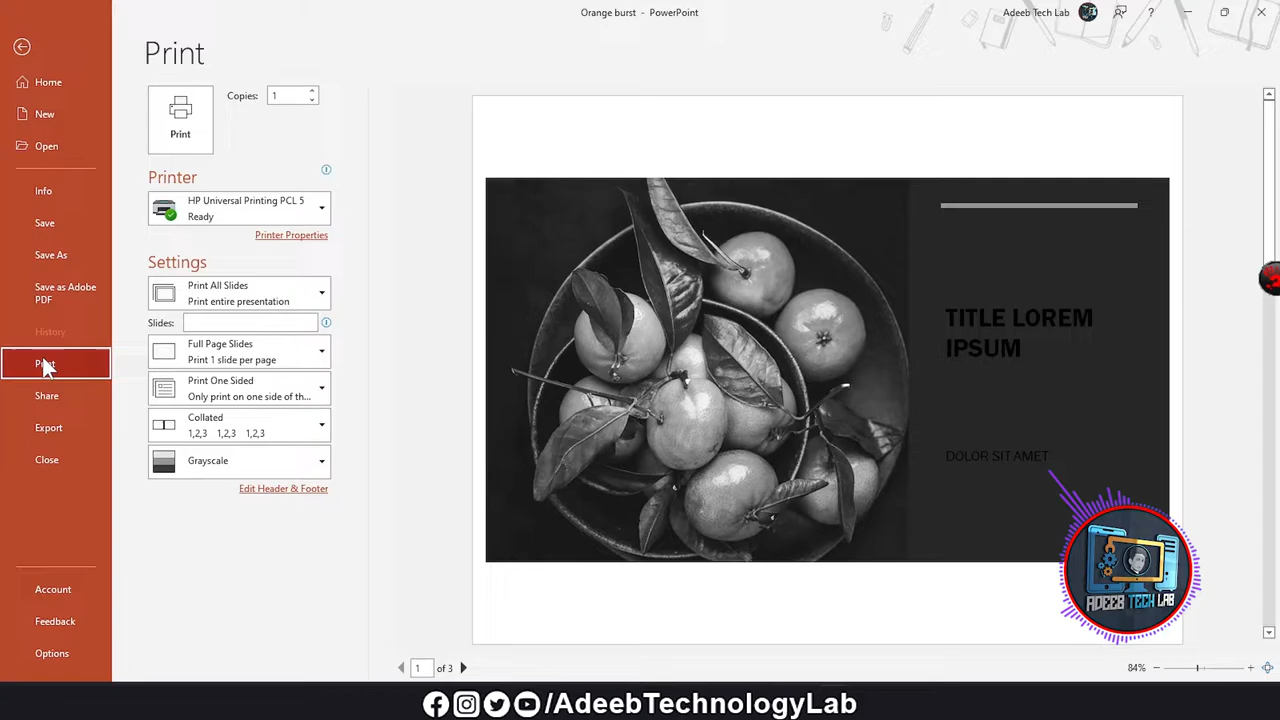 Orange burst - PowerPoint
Adeeb Tech Lab
?
Print
Home
New
Open
Info
Save
Save As
Save as Adobe
PDF
History
Print
Share
Export
Close
Account
Feedback
Options
Print
Copies: 1
Printer
HP Universal Printing PCL 5
Ready
Printer Properties
Settings
Print All Slides
Print entire presentation
Slides:
Full Page Slides
Print 1 slide per page
Print One Sided
Only print on one side of th...
Collated
1,2,3 1,2,3 1,2,3
Grayscale
Edit Header & Footer
TITLE LOREM
IPSUM
DOLOR SIT AMET
ADEEB TECH LAB
1 of 3
84%
/AdeebTechnologyLab